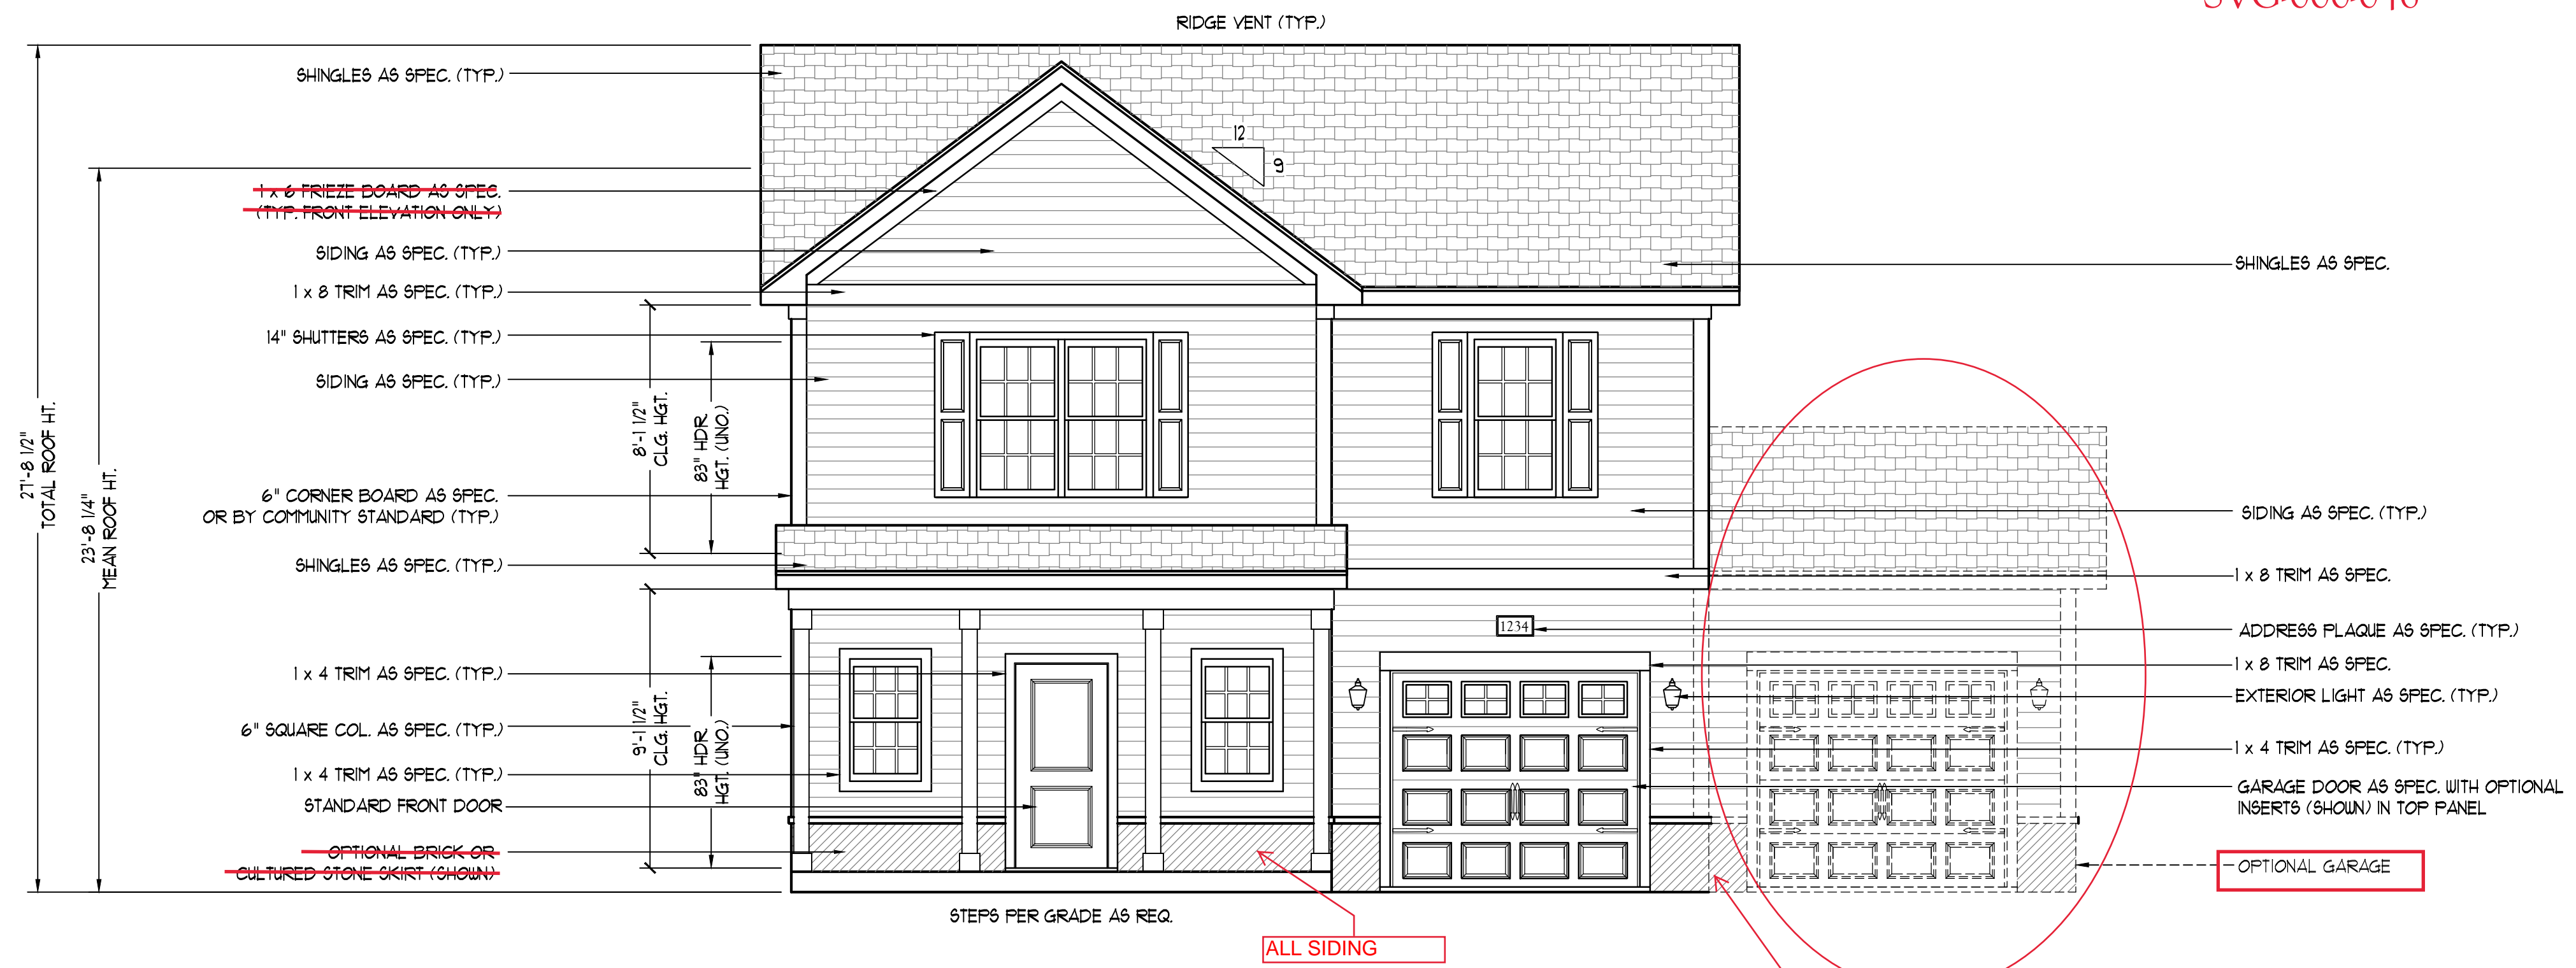 RIDGE VENT (TYP.)
SHINGLES AS SPEC. (TYP.)
12
9
1 x 6 FRIEZE BOARD AS SPEC.
(TYP. FRONT ELEVATION ONLY)
SIDING AS SPEC. (TYP.)
1 x 8 TRIM AS SPEC. (TYP.)
14" SHUTTERS AS SPEC. (TYP.)
SIDING AS SPEC. (TYP.)
6" CORNER BOARD AS SPEC.
OR BY COMMUNITY STANDARD (TYP.)
SHINGLES AS SPEC. (TYP.)
1 x 4 TRIM AS SPEC. (TYP.)
6" SQUARE COL. AS SPEC. (TYP.)
1 x 4 TRIM AS SPEC. (TYP.)
STANDARD FRONT DOOR
OPTIONAL BRICK OR
CULTURED STONE SKIRT (SHOWN)
27'-8 1/2"
TOTAL ROOF HT.
23'-8 1/4"
MEAN ROOF HT.
8'-1 1/2"
CLG. HGT.
83" HDR.
HGT. (UNO.)
9'-1 1/2"
CLG. HGT.
83" HDR.
HGT. (UNO.)
1234
STEPS PER GRADE AS REQ.
ALL SIDING
SHINGLES AS SPEC.
SIDING AS SPEC. (TYP.)
1 x 8 TRIM AS SPEC.
ADDRESS PLAQUE AS SPEC. (TYP.)
1 x 8 TRIM AS SPEC.
EXTERIOR LIGHT AS SPEC. (TYP.)
1 x 4 TRIM AS SPEC. (TYP.)
GARAGE DOOR AS SPEC. WITH OPTIONAL
INSERTS (SHOWN) IN TOP PANEL
OPTIONAL GARAGE